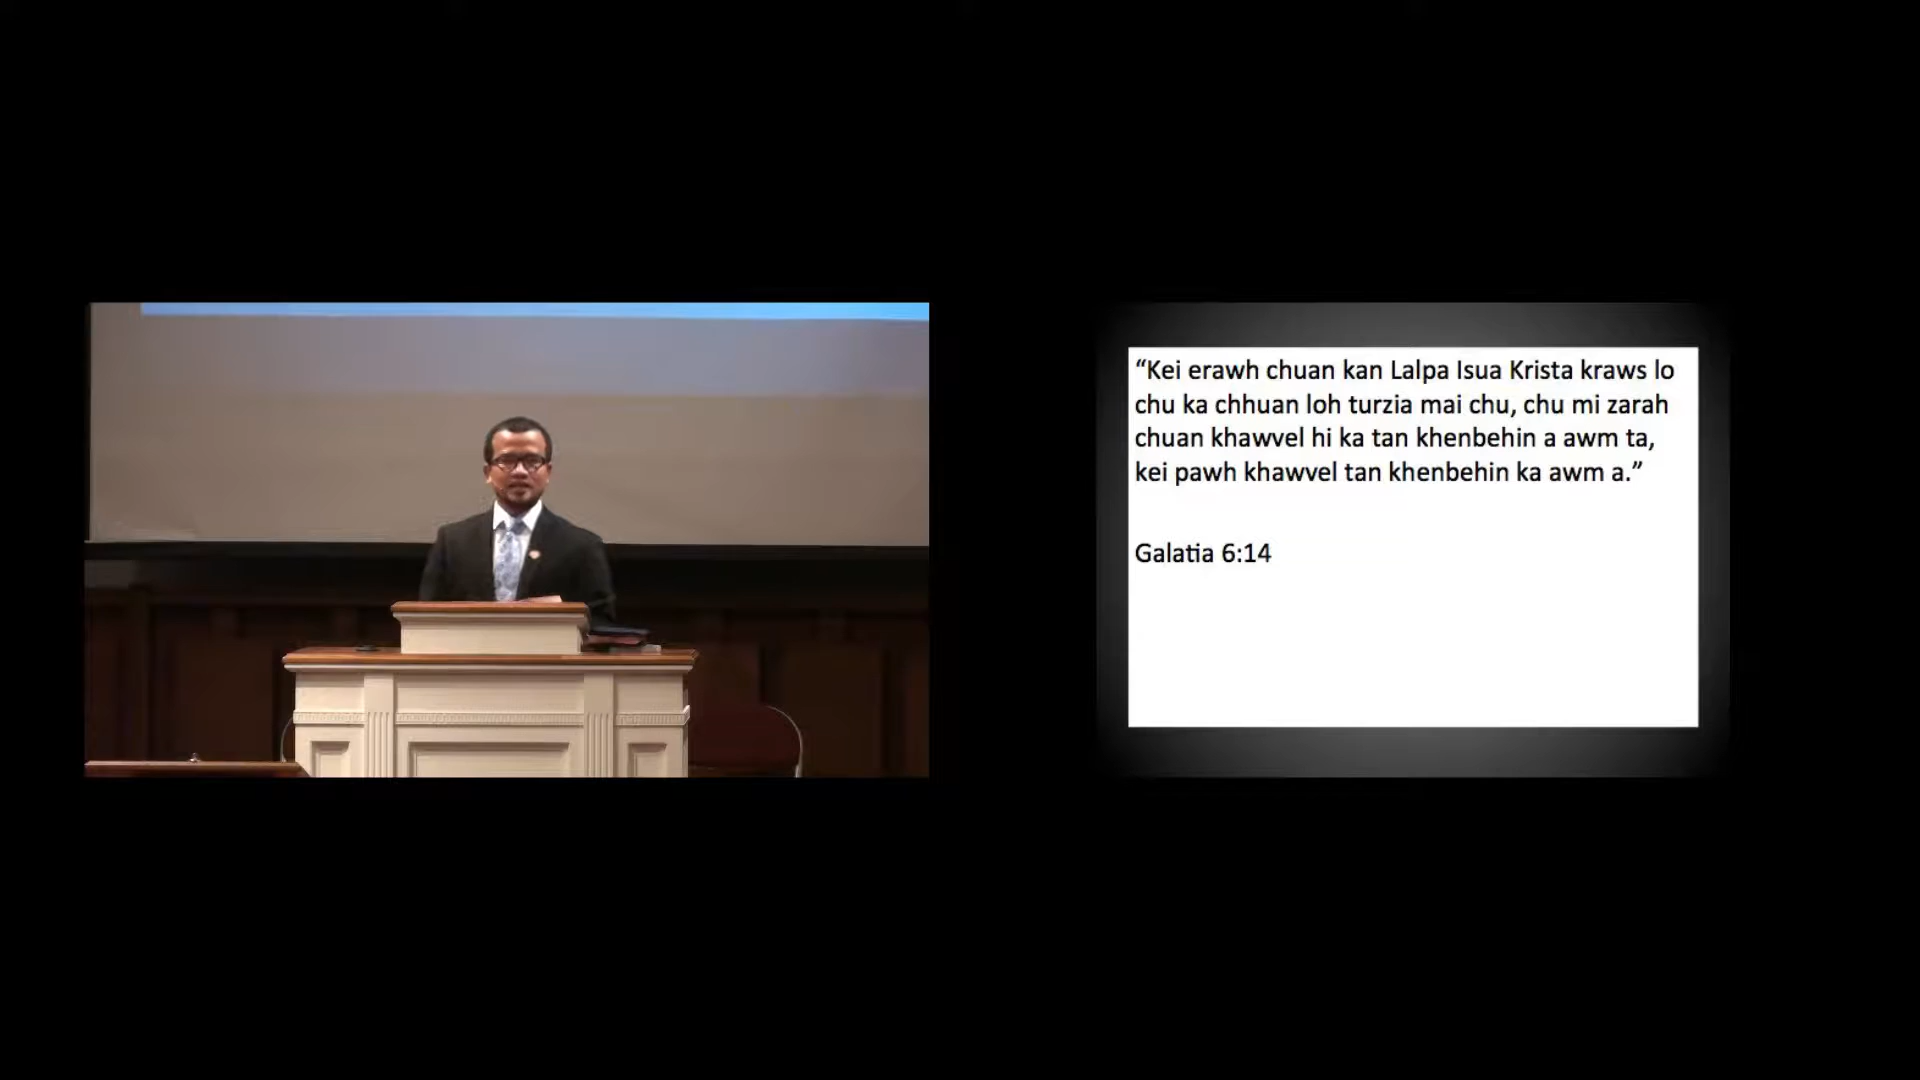 “Kei erawh chuan kan Lalpa Isua Krista kraws lo
chu ka chhuan loh turzia mai chu, chu mi zarah
chuan khawvel hi ka tan khenbehin a awm ta,
kei pawh khawvel tan khenbehin ka awm a.”
Galatia 6:14